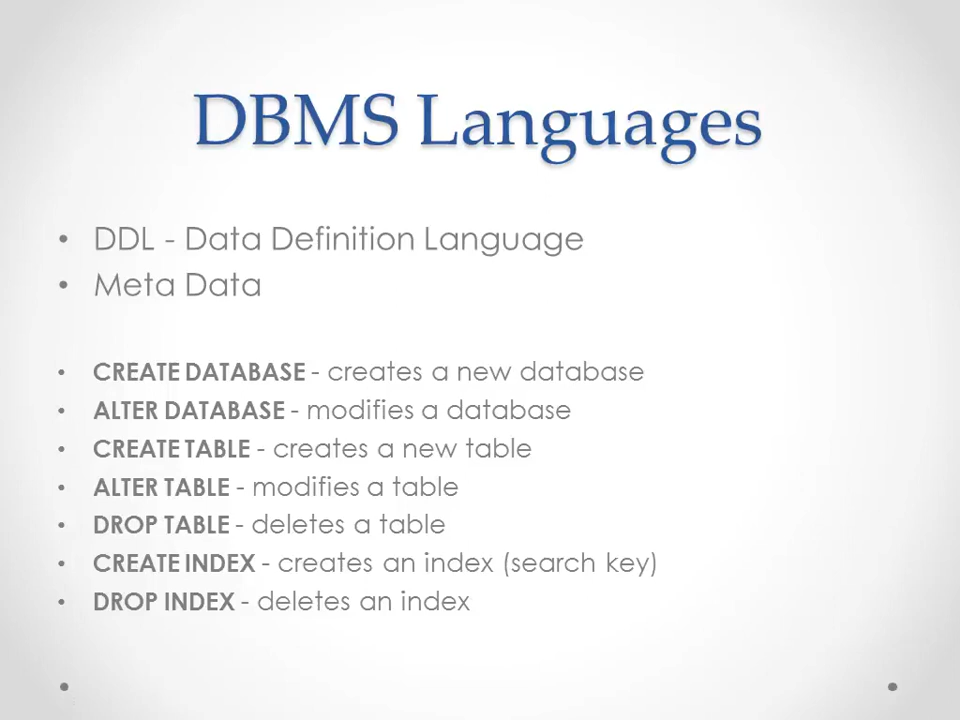 DBMS Languages
• DDL - Data Definition Language
• Meta Data
• CREATE DATABASE - creates a new database
• ALTER DATABASE - modifies a database
• CREATE TABLE - creates a new table
• ALTER TABLE - modifies a table
• DROP TABLE - deletes a table
• CREATE INDEX - creates an index (search key)
• DROP INDEX - deletes an index